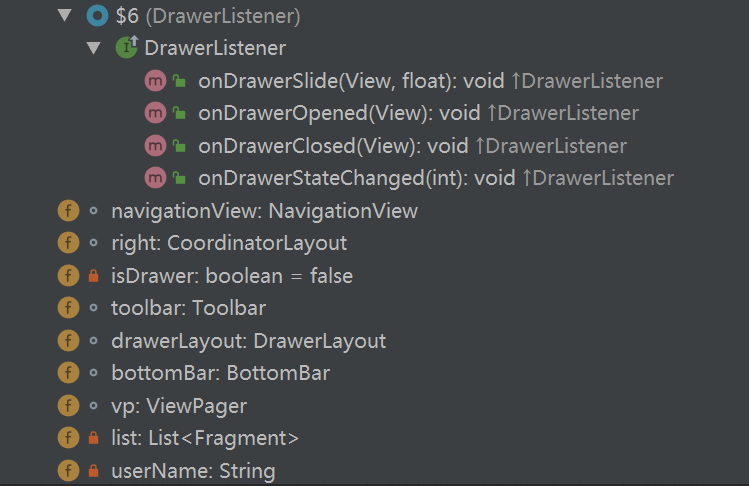 $6 (DrawerListener)
I DrawerListener
m onDrawerSlide(View, float): void ↑DrawerListener
m onDrawerOpened(View): void ↑DrawerListener
m onDrawerClosed(View): void ↑DrawerListener
m onDrawerStateChanged(int): void ↑DrawerListener
f navigationView: NavigationView
f right: CoordinatorLayout
f isDrawer: boolean = false
f toolbar: Toolbar
f drawerLayout: DrawerLayout
f bottomBar: BottomBar
f vp: ViewPager
f list: List<Fragment>
f userName: String